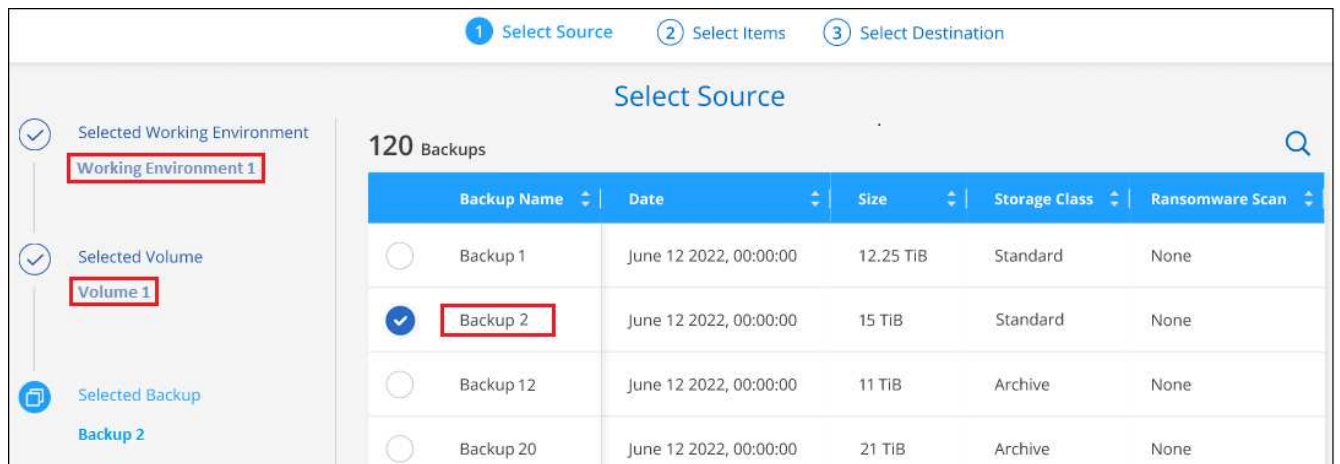 1 Select Source 2 Select Items 3 Select Destination
Select Source
Selected Working Environment
Working Environment 1
Selected Volume
Volume 1
Selected Backup
Backup 2
120 Backups
Backup Name Date Size Storage Class Ransomware Scan
Backup 1 June 12 2022, 00:00:00 12.25 TiB Standard None
Backup 2 June 12 2022, 00:00:00 15 TiB Standard None
Backup 12 June 12 2022, 00:00:00 11 TiB Archive None
Backup 20 June 12 2022, 00:00:00 21 TiB Archive None